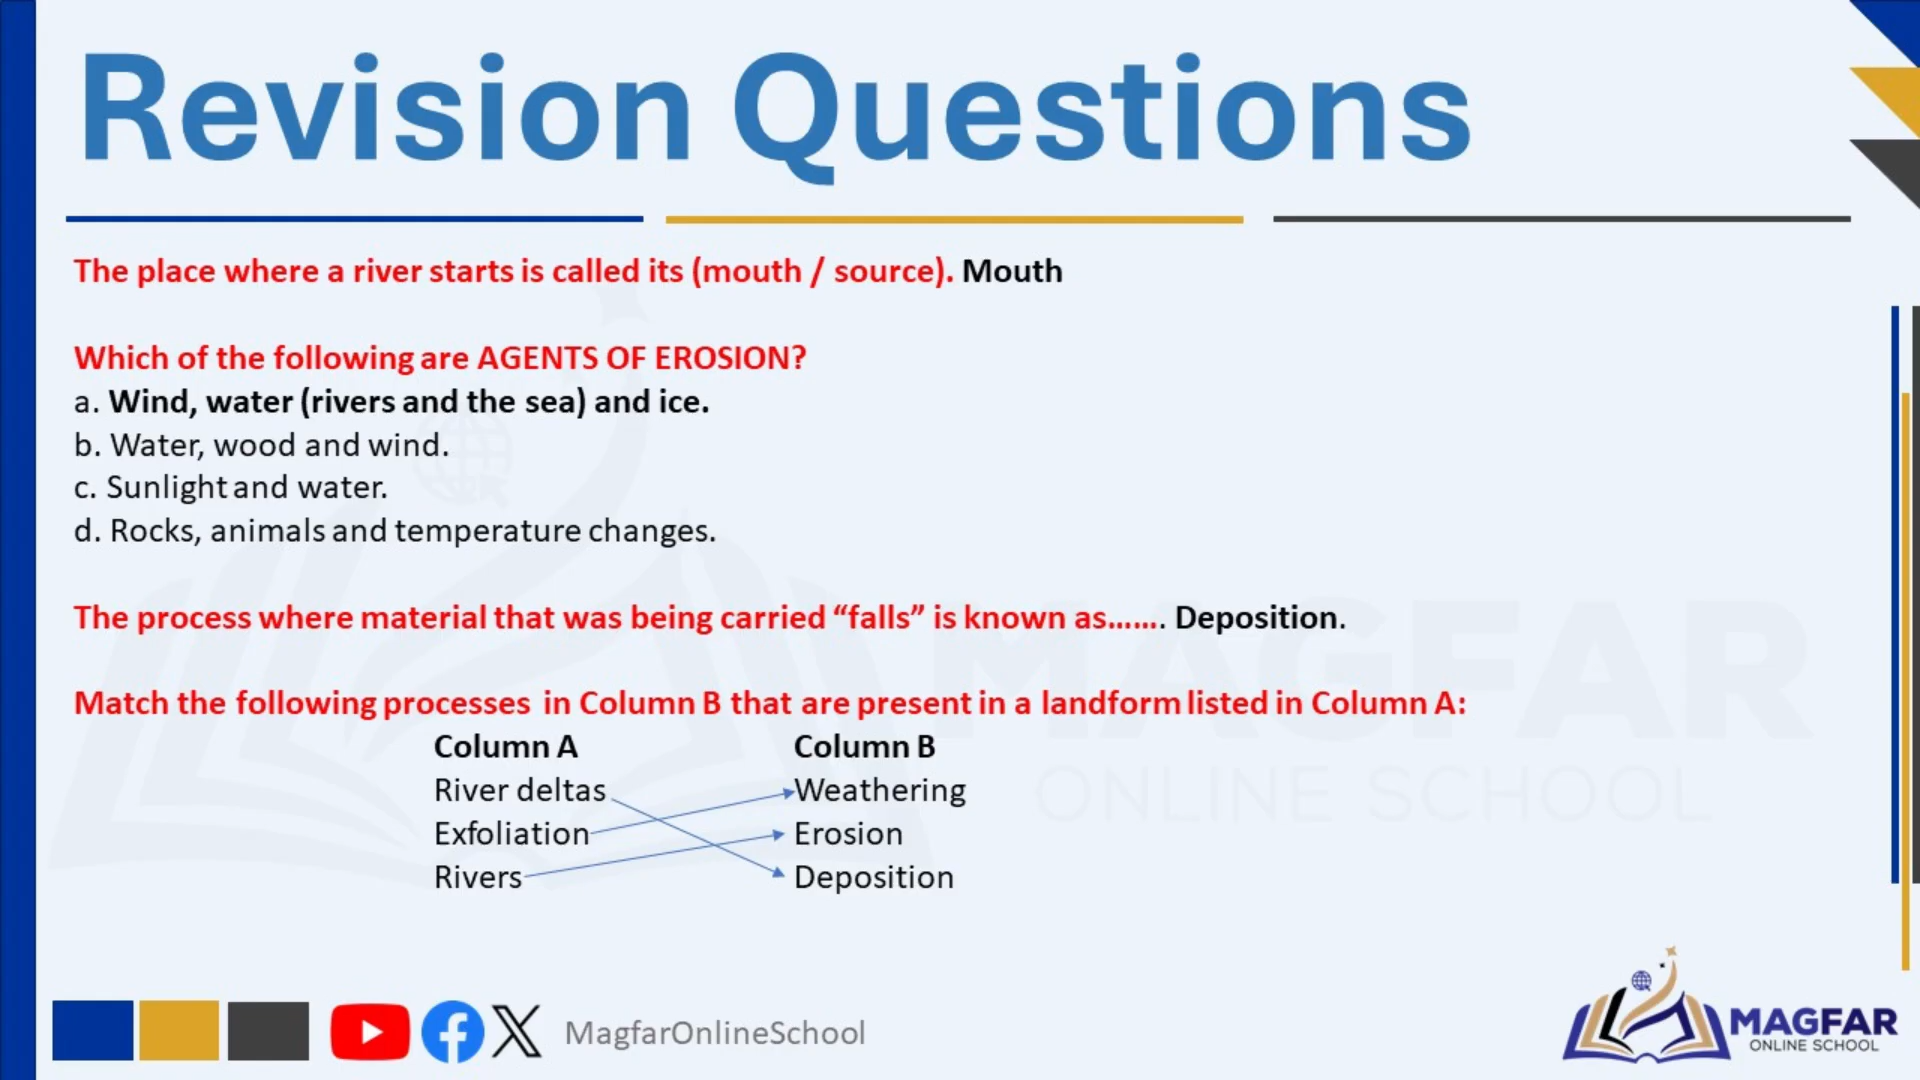 Revision Questions
The place where a river starts is called its (mouth / source). Mouth
Which of the following are AGENTS OF EROSION?
a. Wind, water (rivers and the sea) and ice.
b. Water, wood and wind.
c. Sunlight and water.
d. Rocks, animals and temperature changes.
The process where material that was being carried “falls” is known as……. Deposition.
Match the following processes in Column B that are present in a landform listed in Column A:
Column A Column B
River deltas Weathering
Exfoliation Erosion
Rivers Deposition
MAGFAR
ONLINE SCHOOL
MagfarOnlineSchool
MAGFAR
ONLINE SCHOOL